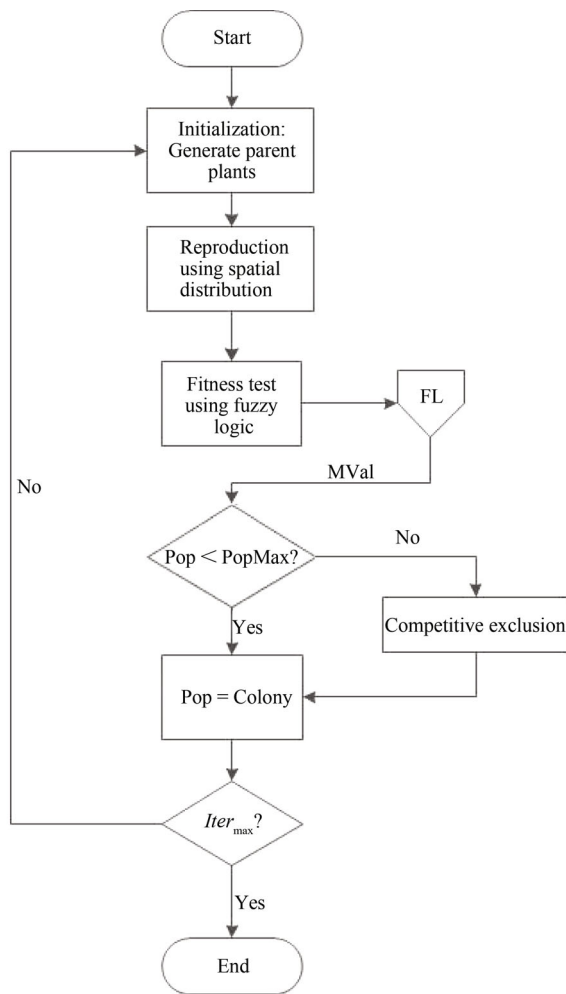 Start
Initialization:
Generate parent
plants
Reproduction
using spatial
distribution
Fitness test
using fuzzy
logic
FL
MVal
No
Pop < PopMax?
No
Yes
Competitive exclusion
Pop = Colony
Iter_max?
Yes
End